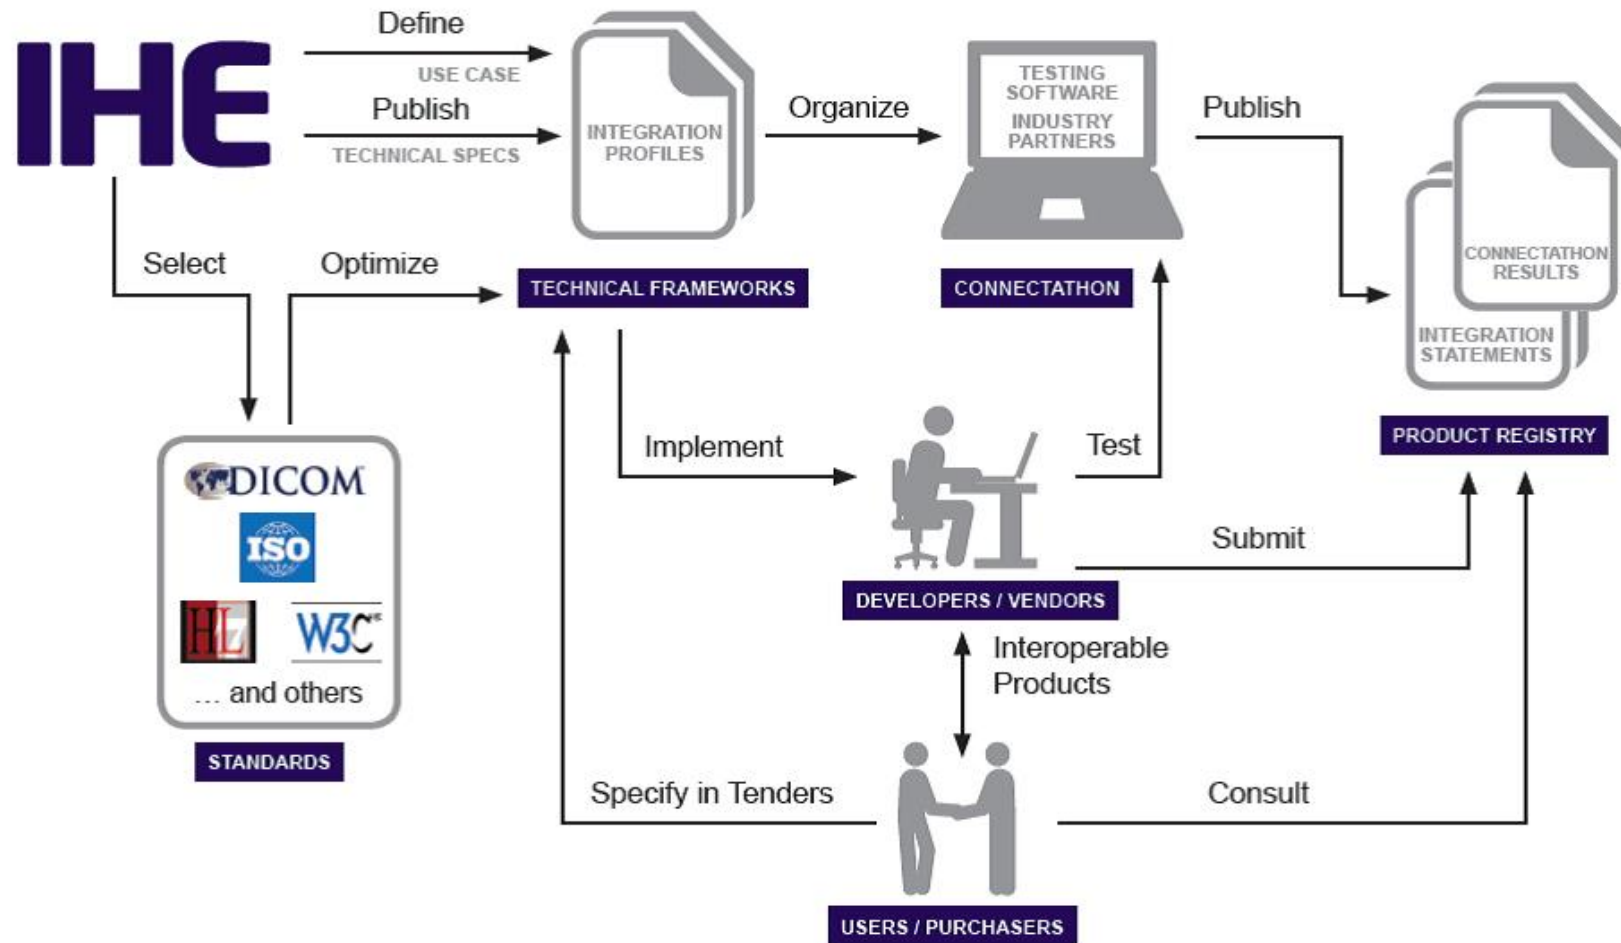 IHE
Define
USE CASE
Publish
TECHNICAL SPECS
INTEGRATION
PROFILES
Organize
TESTING
SOFTWARE
INDUSTRY
PARTNERS
Publish
CONNECTATHON
RESULTS
INTEGRATION
STATEMENTS
Select
Optimize
TECHNICAL FRAMEWORKS
CONNECTATHON
PRODUCT REGISTRY
DICOM
ISO
HL7
W3C
... and others
STANDARDS
Implement
Test
Submit
DEVELOPERS / VENDORS
Interoperable
Products
Specify in Tenders
Consult
USERS / PURCHASERS